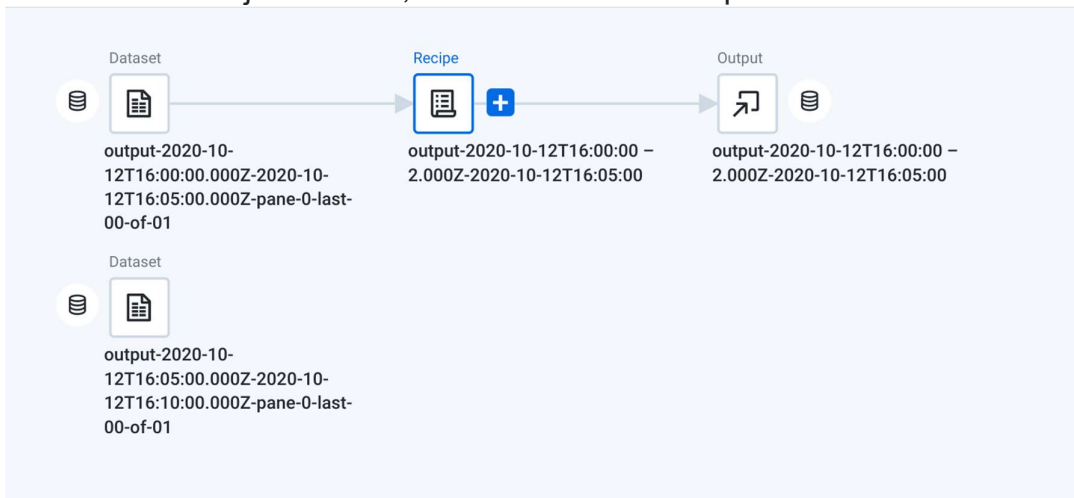 Dataset
Recipe
Output
output-2020-10-
12T16:00:00.000Z-2020-10-
12T16:05:00.000Z-pane-0-last-
00-of-01
output-2020-10-12T16:00:00 –
2.000Z-2020-10-12T16:05:00
output-2020-10-12T16:00:00 –
2.000Z-2020-10-12T16:05:00
Dataset
output-2020-10-
12T16:05:00.000Z-2020-10-
12T16:10:00.000Z-pane-0-last-
00-of-01